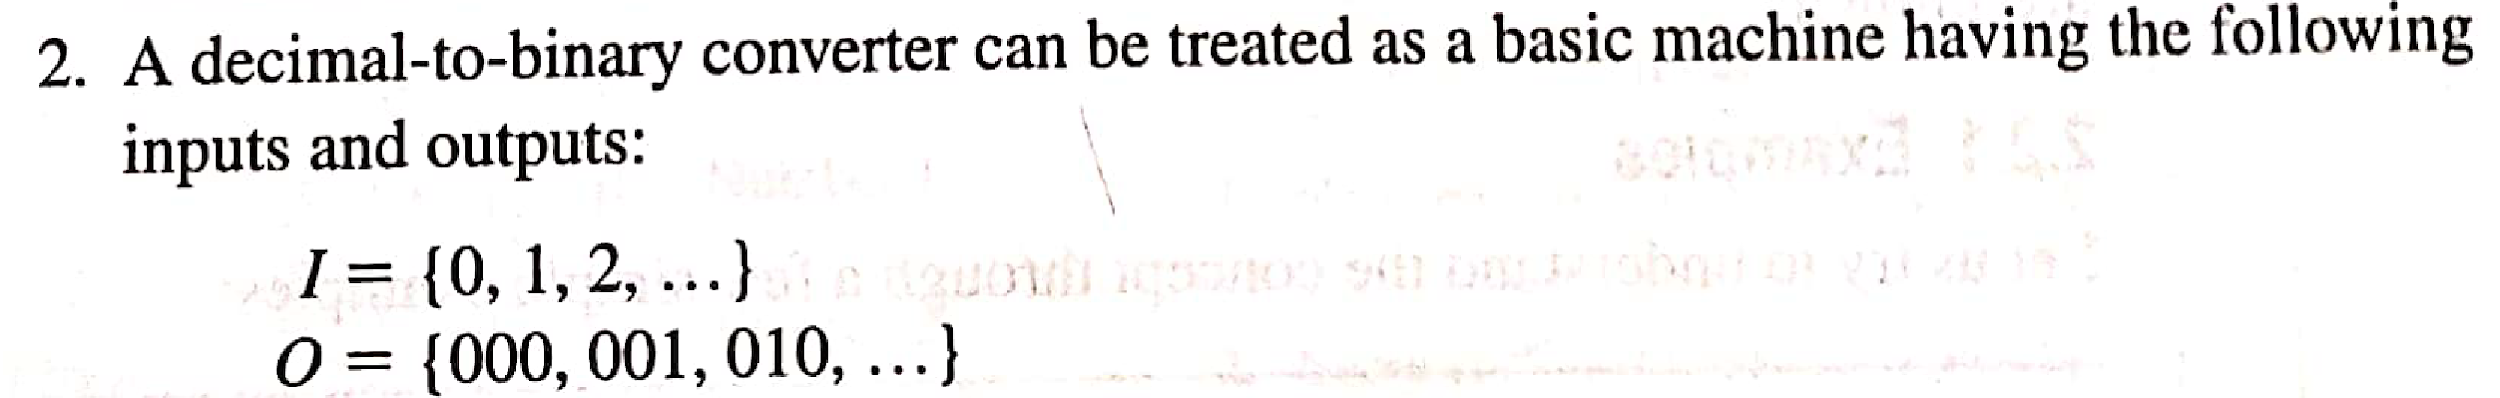 2. A decimal-to-binary converter can be treated as a basic machine having the following
inputs and outputs:
I = {0, 1, 2, ...}
O = {000, 001, 010, ...}